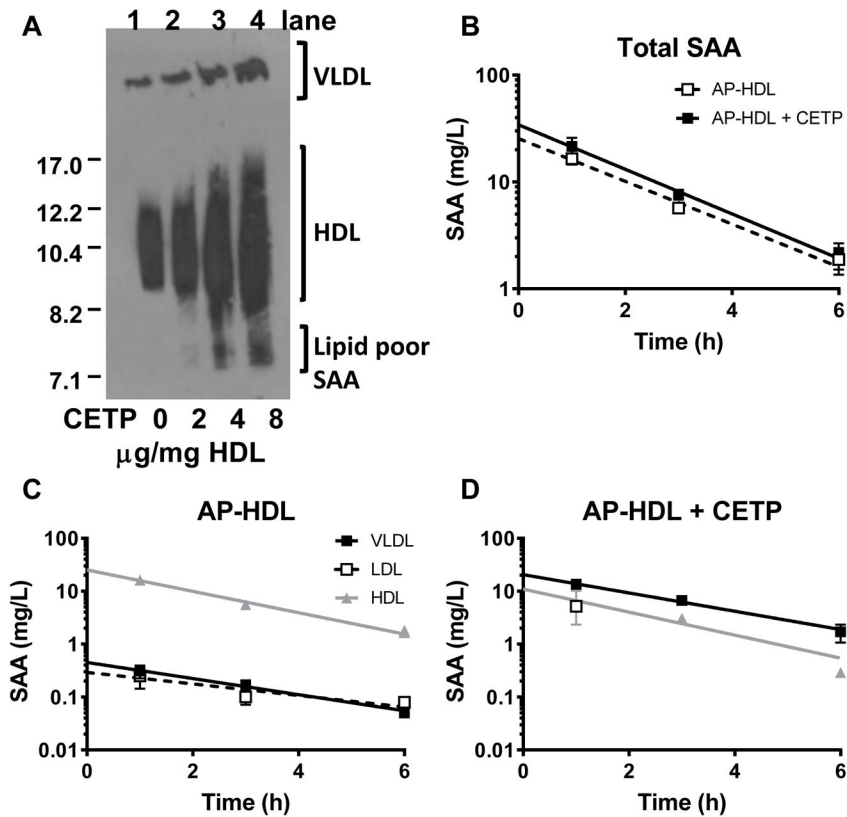 A
1 2 3 4 lane
VLDL
17.0
12.2
10.4
8.2
7.1
HDL
Lipid poor
SAA
CETP 0 2 4 8
μg/mg HDL
B
Total SAA
AP-HDL
AP-HDL + CETP
SAA (mg/L)
100
10
1
0 2 4 6
Time (h)
C
AP-HDL
VLDL
LDL
HDL
SAA (mg/L)
100
10
1
0.1
0.01
0 2 4 6
Time (h)
D
AP-HDL + CETP
SAA (mg/L)
100
10
1
0.1
0.01
0 2 4 6
Time (h)